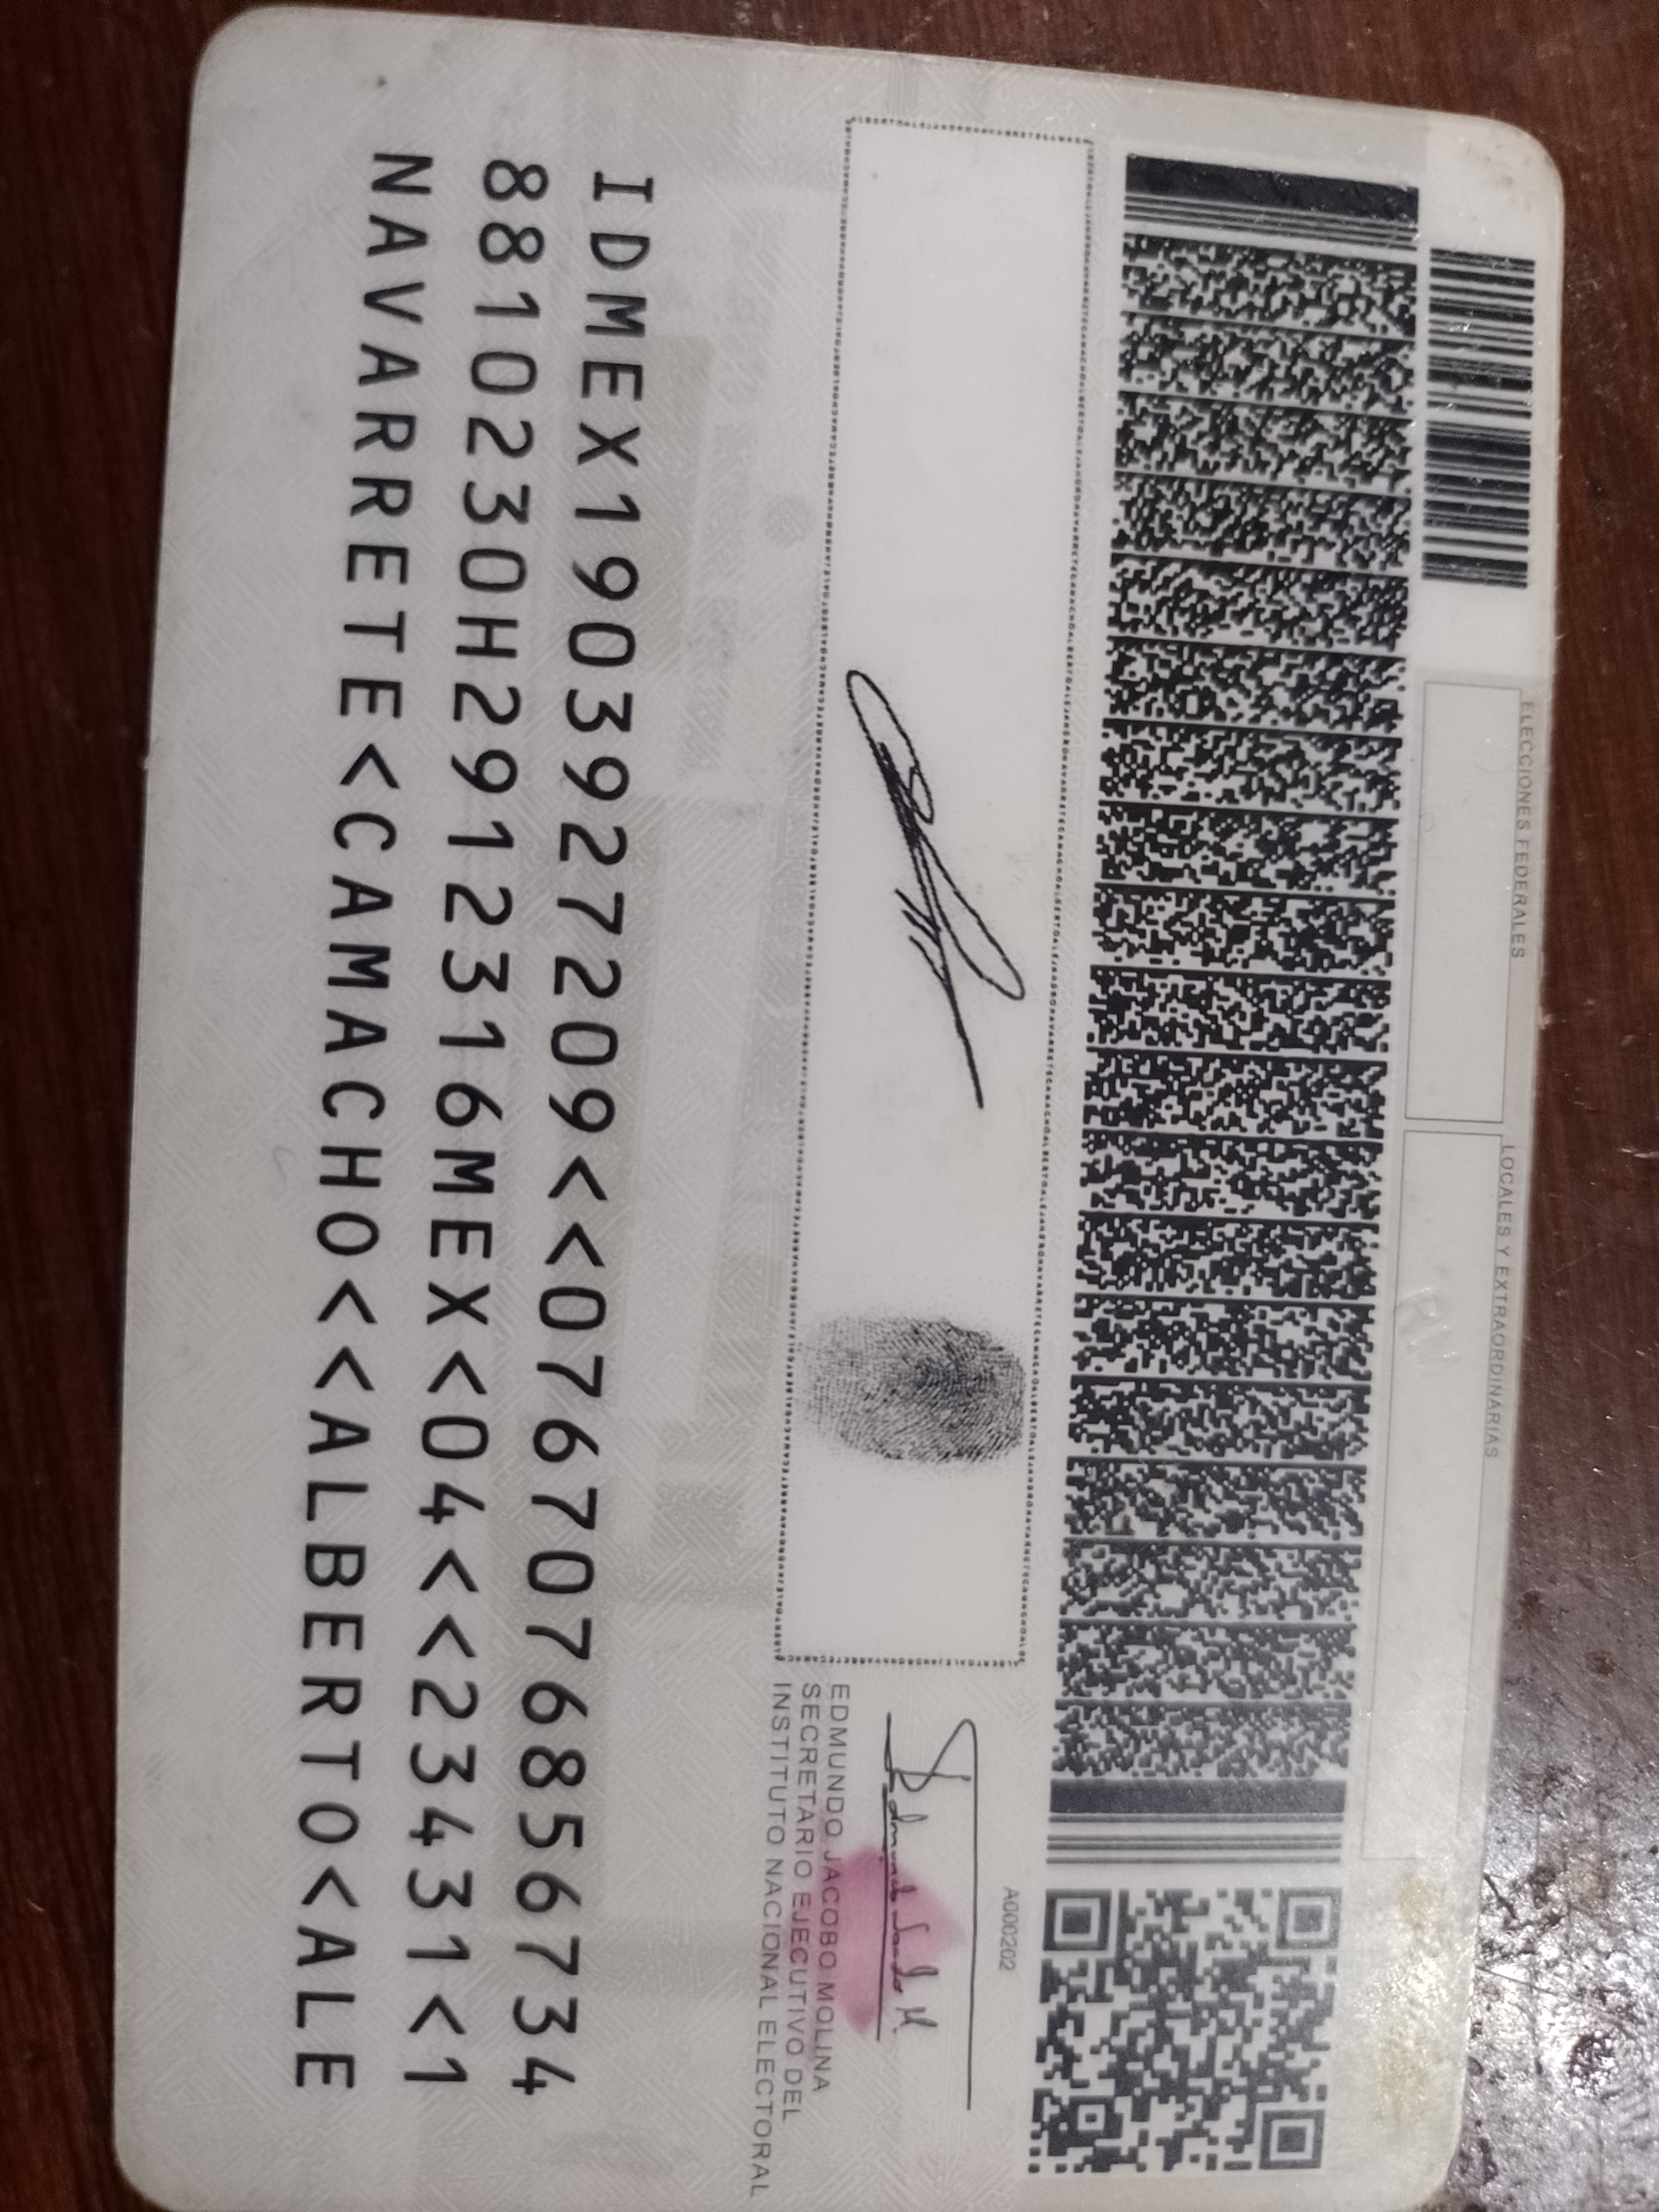 ELECCIONES FEDERALES
LOCALES Y EXTRAORDINARIAS
A000202
EDMUNDO JACOBO MOLINA
SECRETARIO EJECUTIVO DEL
INSTITUTO NACIONAL ELECTORAL
IDMEX1903927209<<0767076856734
8810230H2912316MEX<04<<23431<1
NAVARRETE<CAMACHO<<ALBERTO<ALE